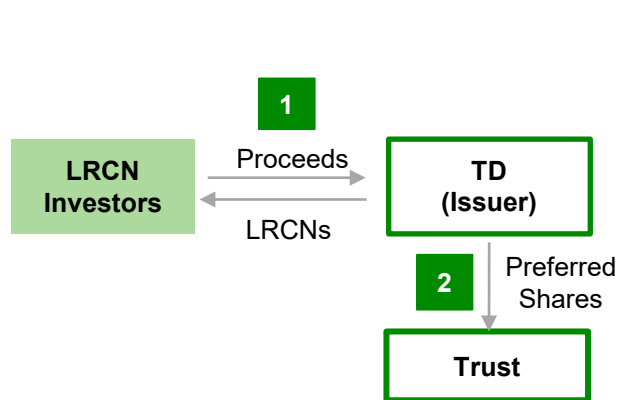 1
Proceeds
LRCN
Investors
TD
(Issuer)
LRCNs
2
Preferred
Shares
Trust